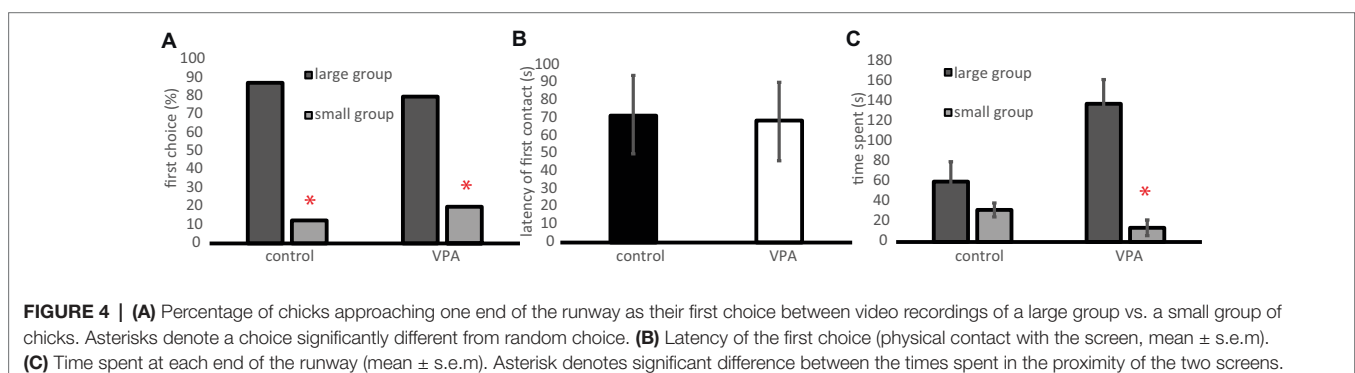 A
B
C
100
90
80
70
60
50
40
30
20
10
0
first choice (%)
large group
small group
*
*
control
VPA
100
90
80
70
60
50
40
30
20
10
0
latency of first contact (s)
control
VPA
180
160
140
120
100
80
60
40
20
0
time spent (s)
large group
small group
*
control
VPA
FIGURE 4 | (A) Percentage of chicks approaching one end of the runway as their first choice between video recordings of a large group vs. a small group of
chicks. Asterisks denote a choice significantly different from random choice. (B) Latency of the first choice (physical contact with the screen, mean ± s.e.m).
(C) Time spent at each end of the runway (mean ± s.e.m). Asterisk denotes significant difference between the times spent in the proximity of the two screens.